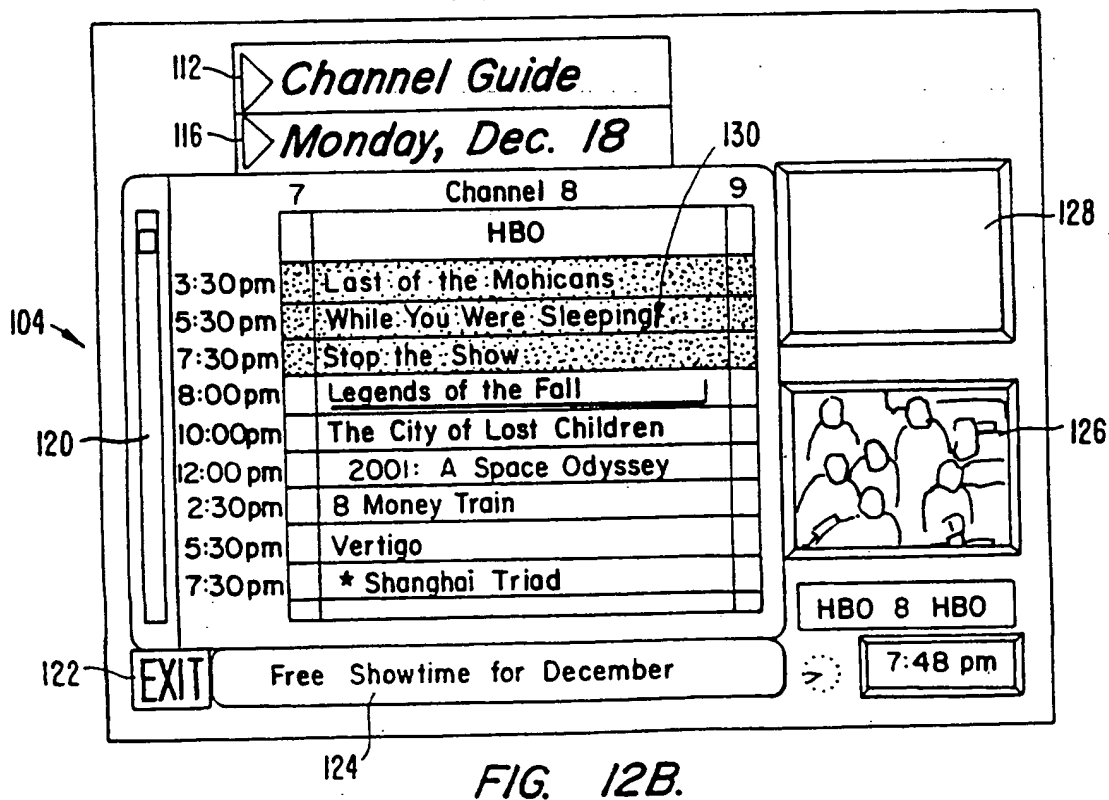 112
Channel Guide
116
Monday, Dec. 18
130
7 Channel 8 9
HBO
128
3:30pm Last of the Mohicans
5:30 pm While You Were Sleeping
104
7:30pm Stop the Show
8:00pm Legends of the Fall
120
10:00pm The City of Lost Children
126
12:00 pm 2001: A Space Odyssey
2:30pm 8 Money Train
5:30pm Vertigo
7:30pm * Shanghai Triad
HBO 8 HBO
122
EXIT
Free Showtime for December
7:48 pm
124
FIG. 12B.